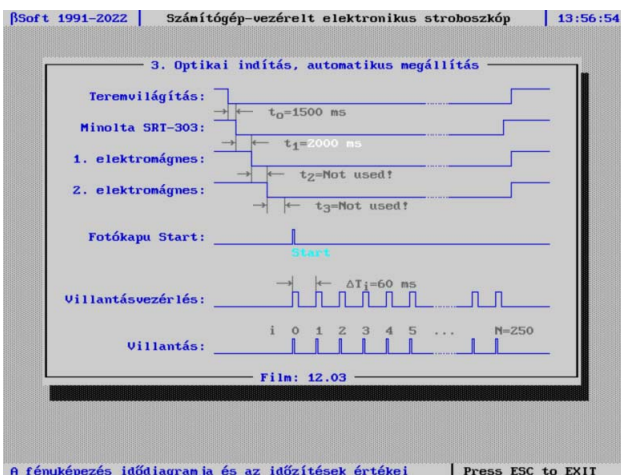 βSoft 1991-2022 Számítógép-vezérelt elektronikus stroboszkóp 13:56:54
3. Optikai indítás, automatikus megállítás
Teremvilágítás:
t0=1500 ms
Minolta SRT-303:
t1=2000 ms
1. elektromágnes:
t2=Not used!
2. elektromágnes:
t3=Not used!
Fotókapu Start:
Start
ΔTi=60 ms
Villantásvezérlés:
i 0 1 2 3 4 5 ... N=250
Villantás:
Film: 12.03
A fényképezés idődiagramja és az időzítések értékei Press ESC to EXIT